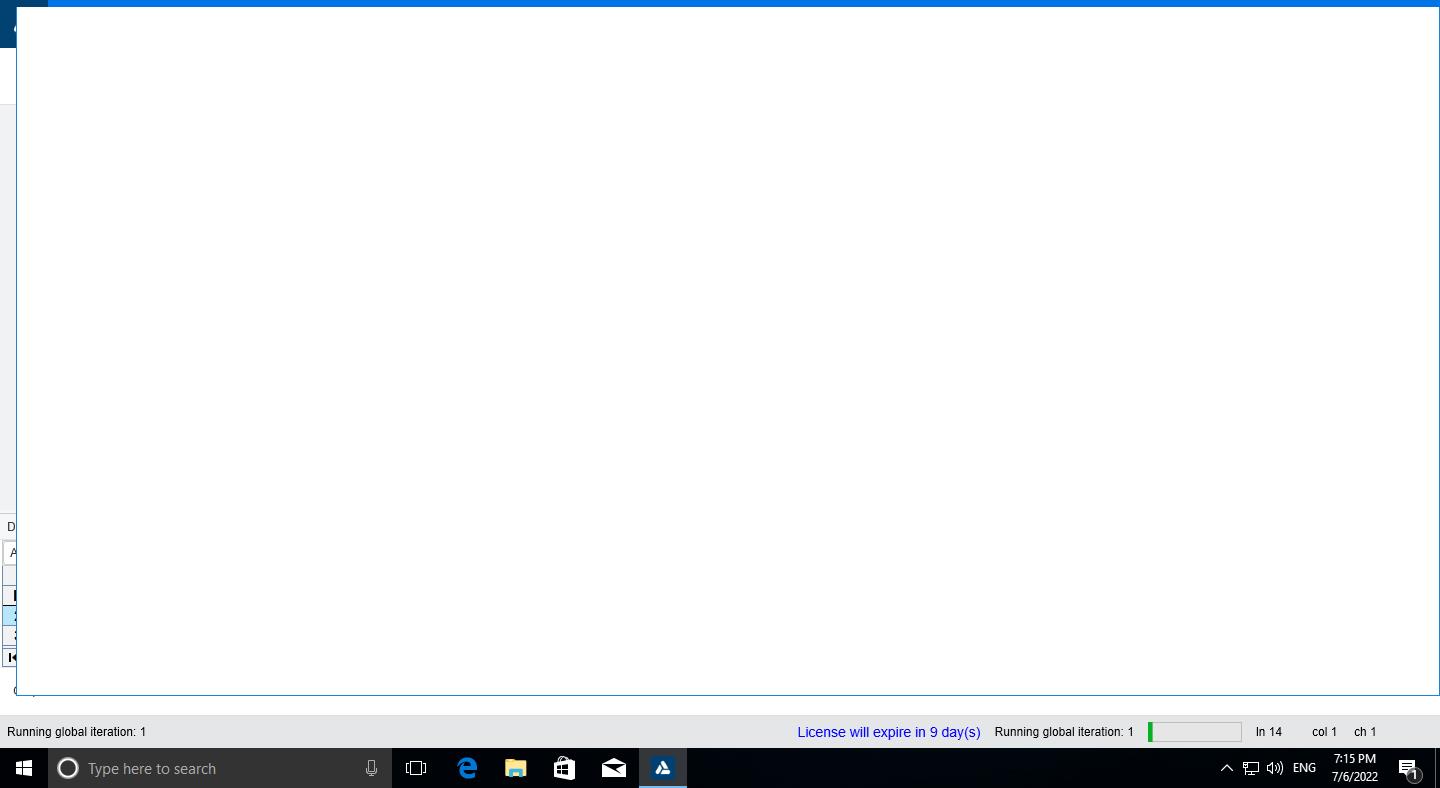 D
A
Running global iteration: 1
License will expire in 9 day(s)
Running global iteration: 1
ln 14
col 1
ch 1
Type here to search
ENG
7:15 PM
7/6/2022
1